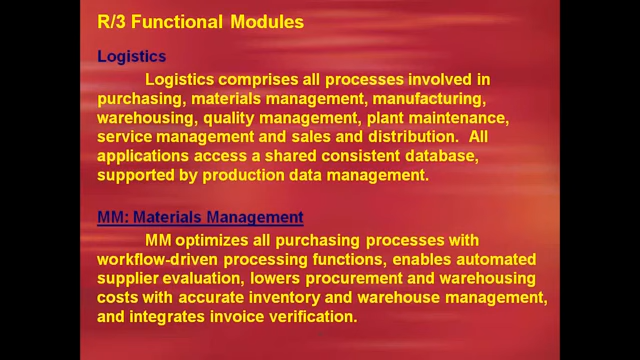 R/3 Functional Modules
Logistics
Logistics comprises all processes involved in
purchasing, materials management, manufacturing,
warehousing, quality management, plant maintenance,
service management and sales and distribution. All
applications access a shared consistent database,
supported by production data management.
MM: Materials Management
MM optimizes all purchasing processes with
workflow-driven processing functions, enables automated
supplier evaluation, lowers procurement and warehousing
costs with accurate inventory and warehouse management,
and integrates invoice verification.